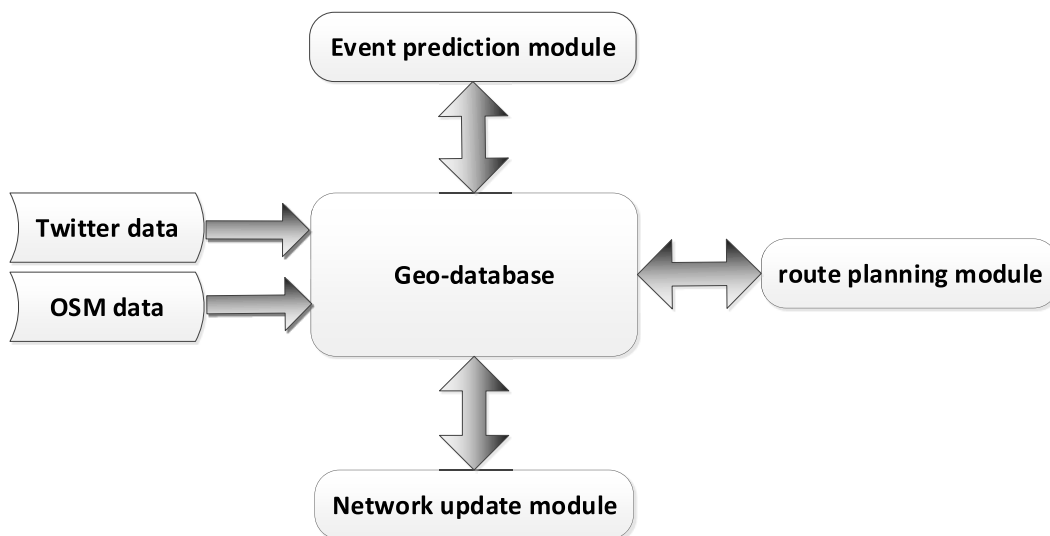 Event prediction module
Twitter data
Geo-database
route planning module
OSM data
Network update module